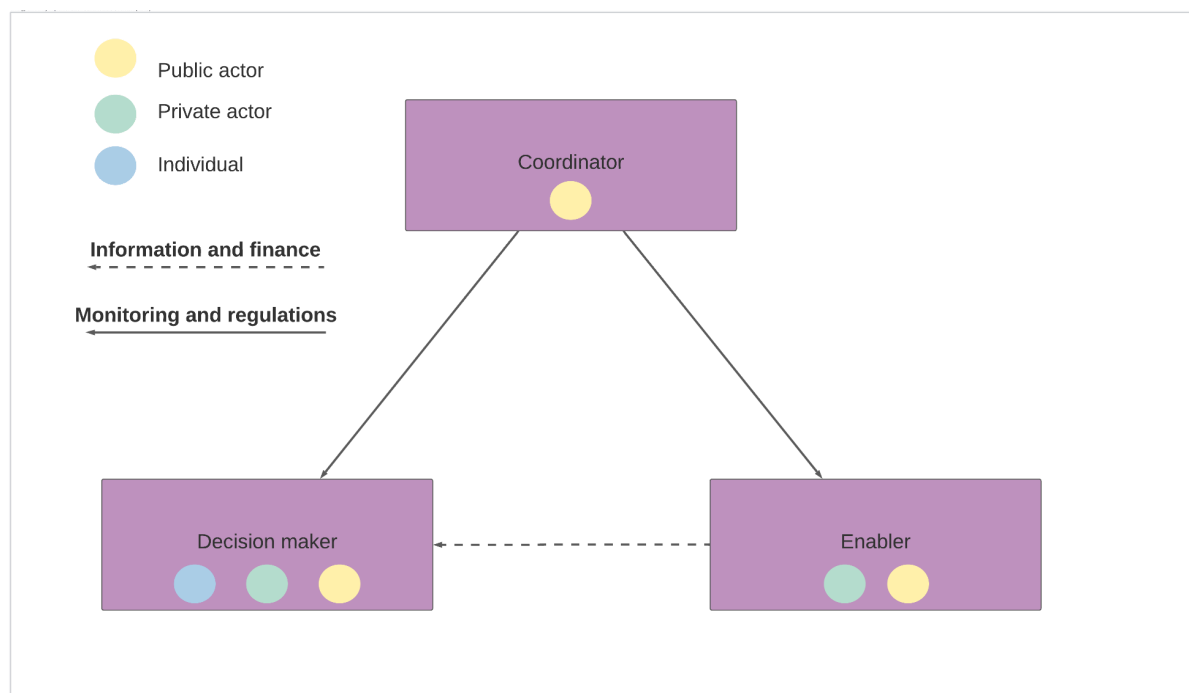 Public actor
Private actor
Individual
Information and finance
Monitoring and regulations
Coordinator
Decision maker
Enabler